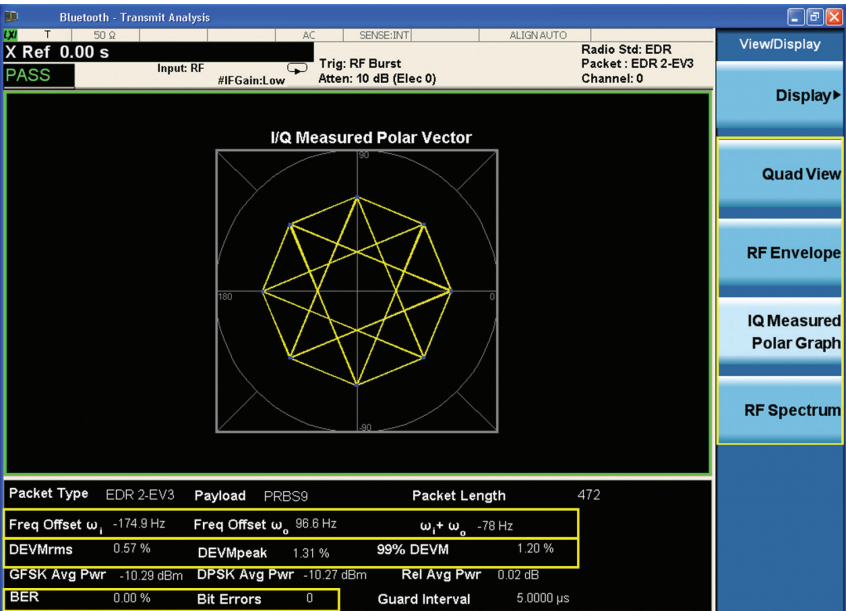 Bluetooth - Transmit Analysis
LXI T 50 Ω AC SENSE:INT ALIGN AUTO
X Ref 0.00 s
PASS
Input: RF
#IFGain:Low
Trig: RF Burst
Atten: 10 dB (Elec 0)
Radio Std: EDR
Packet : EDR 2-EV3
Channel: 0
I/Q Measured Polar Vector
90
180
0
-90
Packet Type EDR 2-EV3 Payload PRBS9 Packet Length 472
Freq Offset ωi -174.9 Hz Freq Offset ωo 96.6 Hz ωi+ ωo -78 Hz
DEVMrms 0.57 % DEVMpeak 1.31 % 99% DEVM 1.20 %
GFSK Avg Pwr -10.29 dBm DPSK Avg Pwr -10.27 dBm Rel Avg Pwr 0.02 dB
BER 0.00 % Bit Errors 0 Guard Interval 5.0000 µs
View/Display
Display
Quad View
RF Envelope
IQ Measured
Polar Graph
RF Spectrum